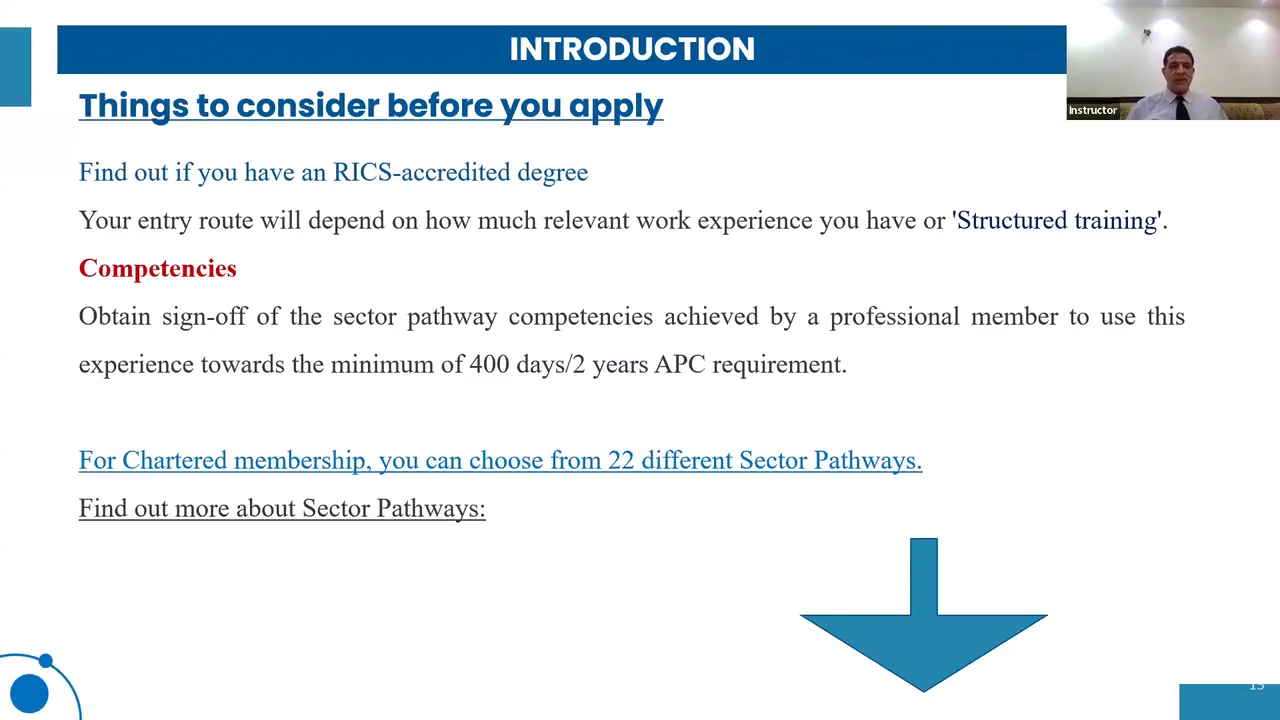 INTRODUCTION
Instructor
Things to consider before you apply
Find out if you have an RICS-accredited degree
Your entry route will depend on how much relevant work experience you have or 'Structured training'.
Competencies
Obtain sign-off of the sector pathway competencies achieved by a professional member to use this
experience towards the minimum of 400 days/2 years APC requirement.
For Chartered membership, you can choose from 22 different Sector Pathways.
Find out more about Sector Pathways:
13